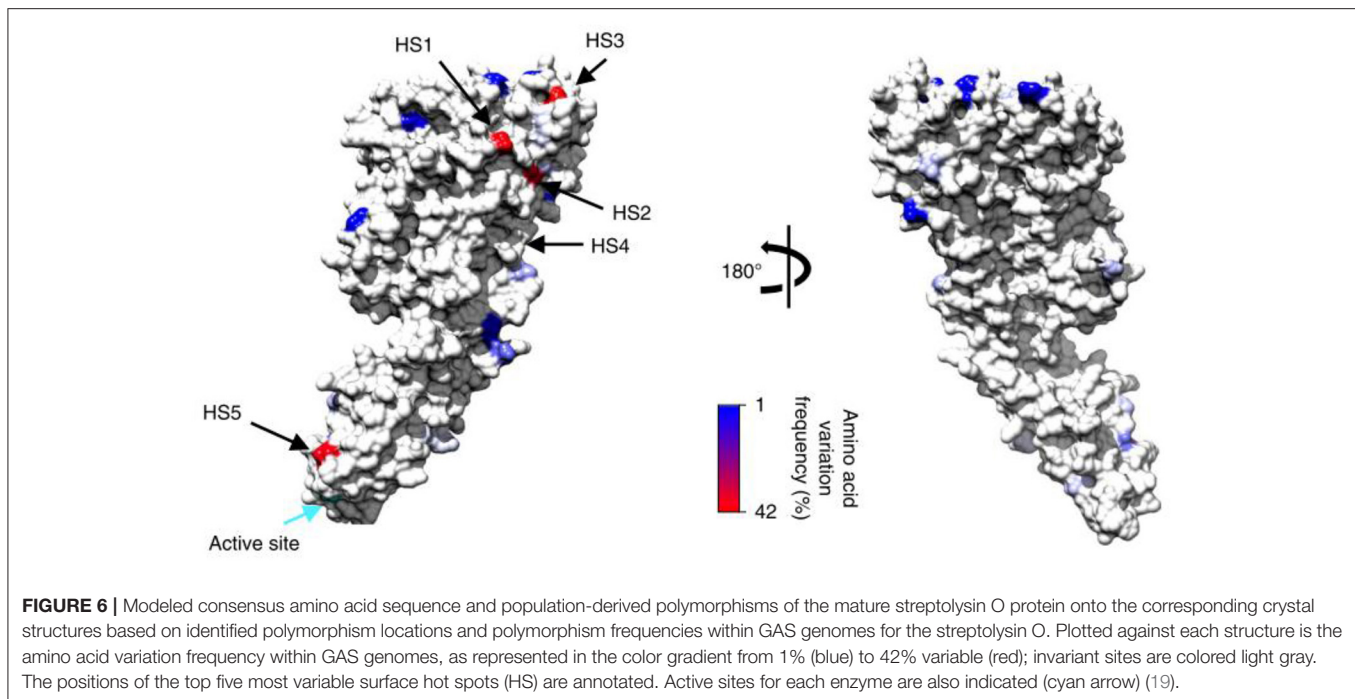 HS1
HS3
HS2
HS4
180°
HS5
Active site
1
42
Amino acid
variation
frequency (%)
FIGURE 6 | Modeled consensus amino acid sequence and population-derived polymorphisms of the mature streptolysin O protein onto the corresponding crystal
structures based on identified polymorphism locations and polymorphism frequencies within GAS genomes for the streptolysin O. Plotted against each structure is the
amino acid variation frequency within GAS genomes, as represented in the color gradient from 1% (blue) to 42% variable (red); invariant sites are colored light gray.
The positions of the top five most variable surface hot spots (HS) are annotated. Active sites for each enzyme are also indicated (cyan arrow) (19).